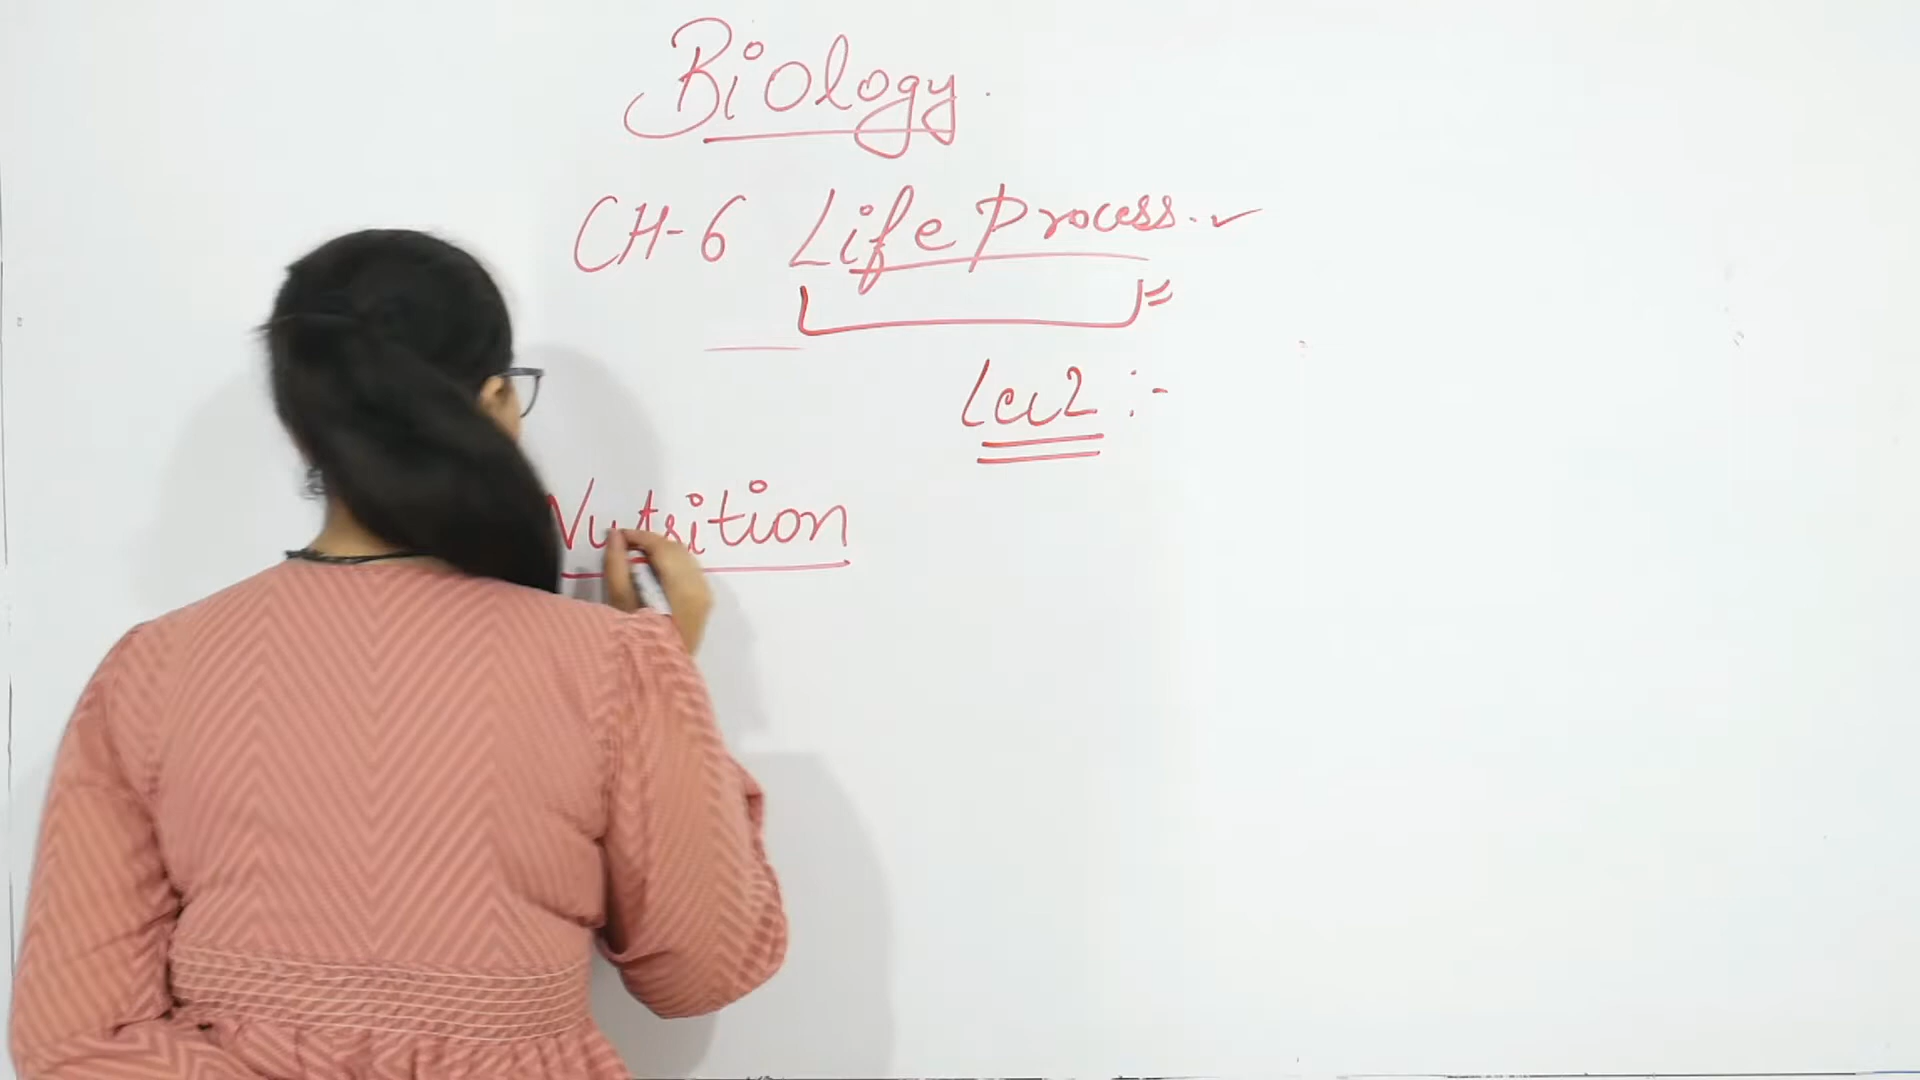 Biology.
CH-6 Life Process.
Lec2 :-
Nutrition